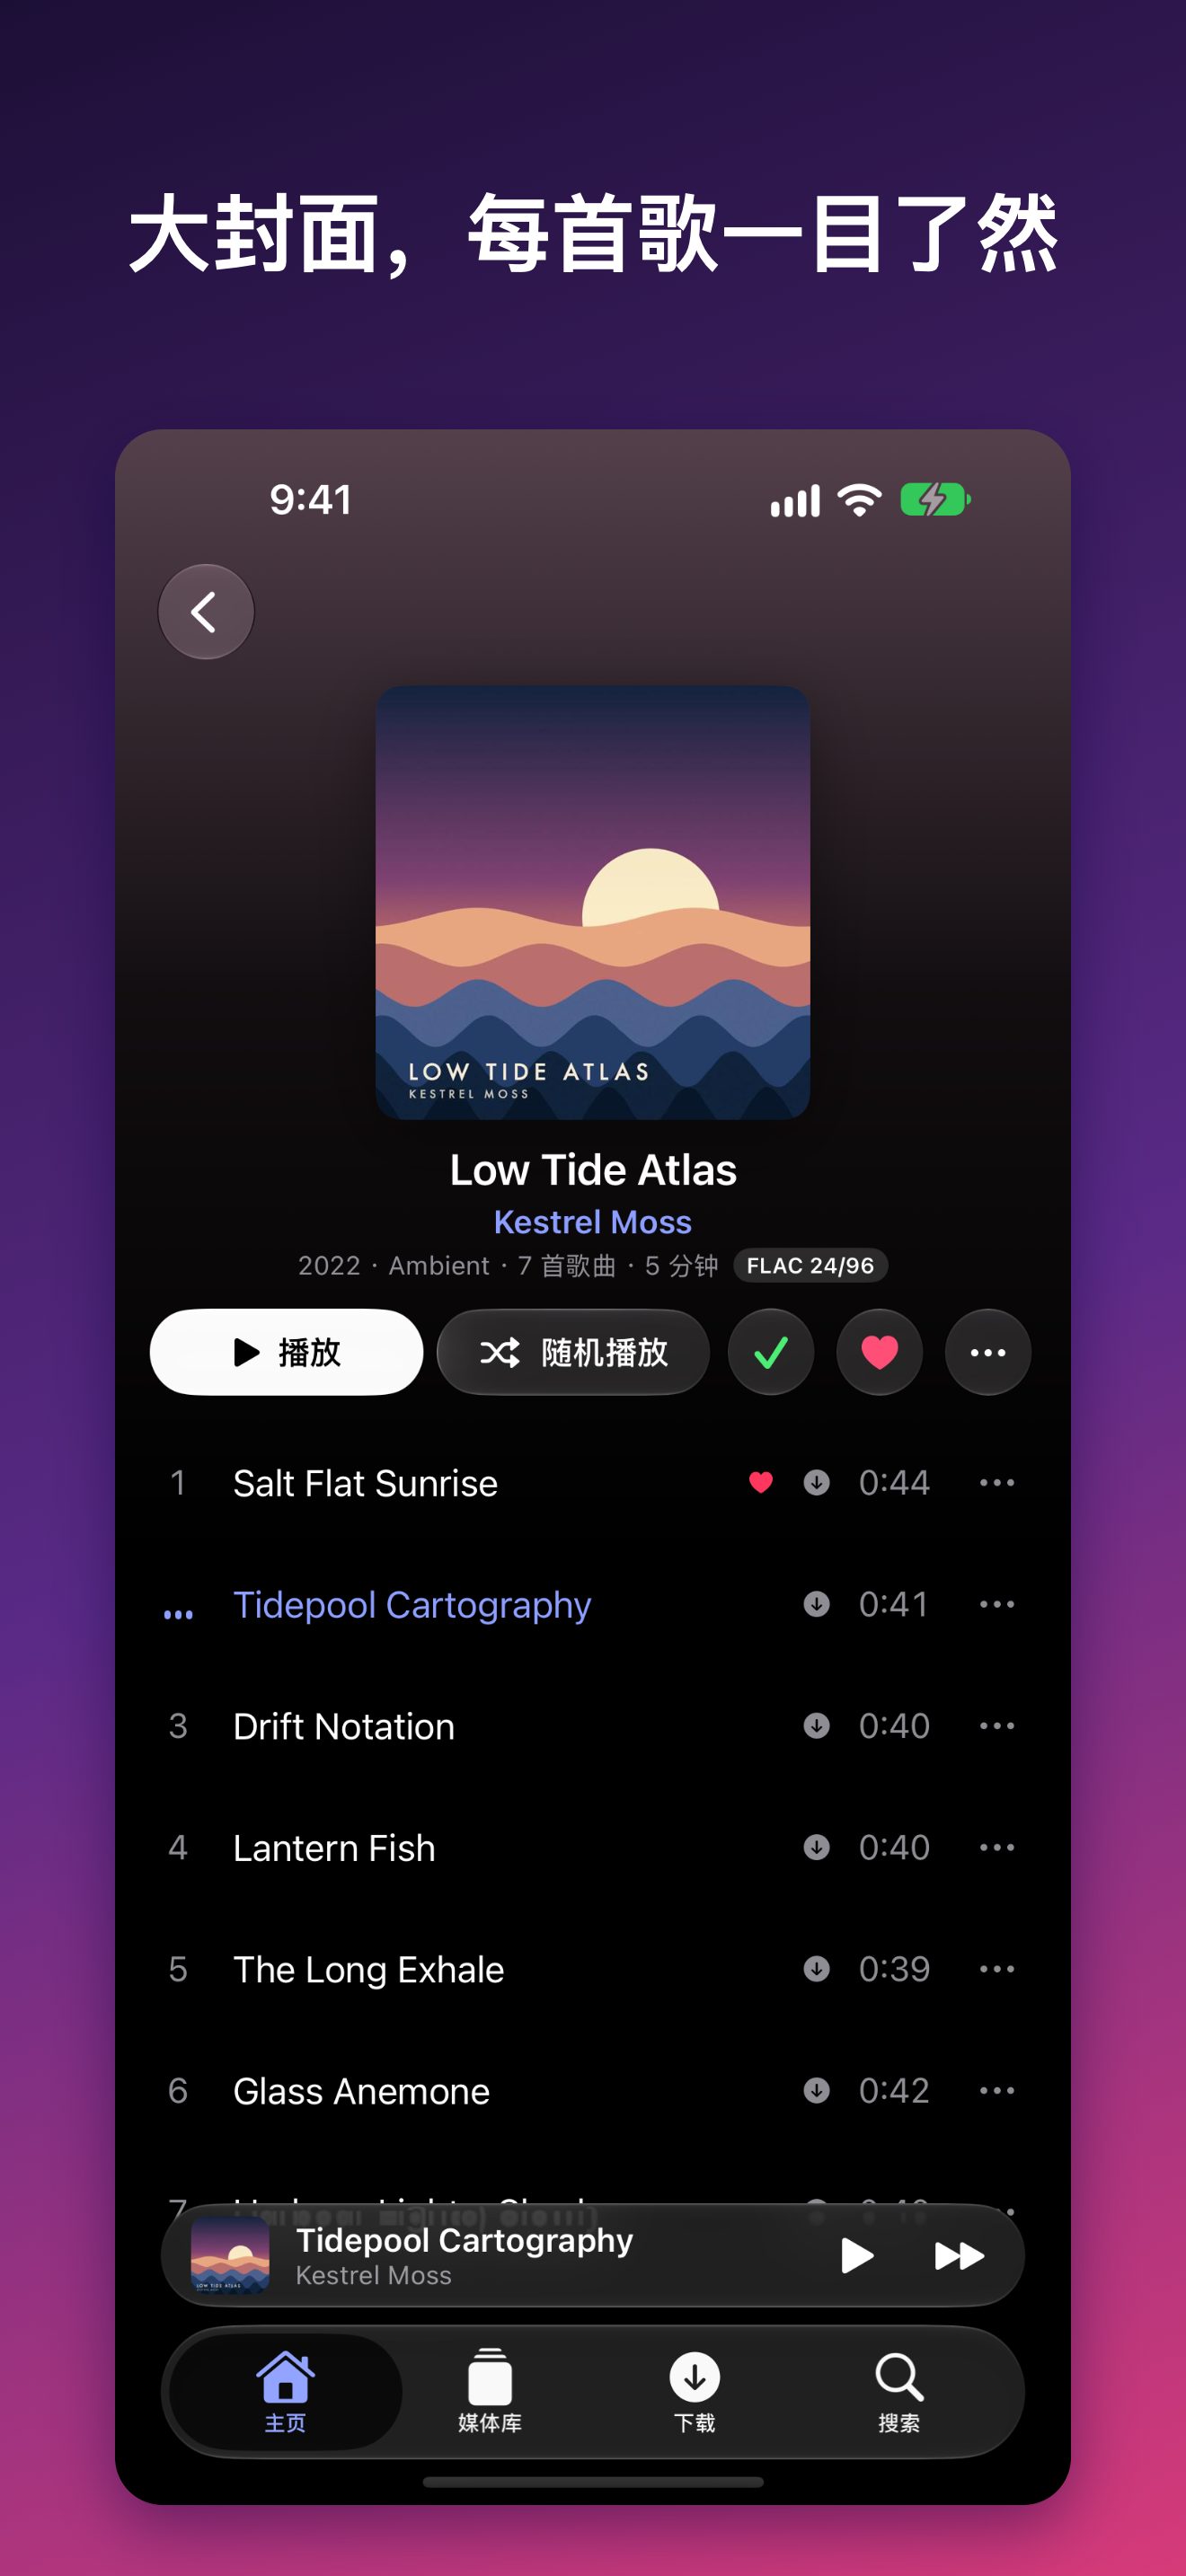 大封面，每首歌一目了然
9:41
LOW TIDE ATLAS
KESTREL MOSS
Low Tide Atlas
Kestrel Moss
2022 · Ambient · 7 首歌曲 · 5 分钟 FLAC 24/96
播放 随机播放
1 Salt Flat Sunrise 0:44
Tidepool Cartography 0:41
3 Drift Notation 0:40
4 Lantern Fish 0:40
5 The Long Exhale 0:39
6 Glass Anemone 0:42
7
Tidepool Cartography
Kestrel Moss
主页 媒体库 下载 搜索